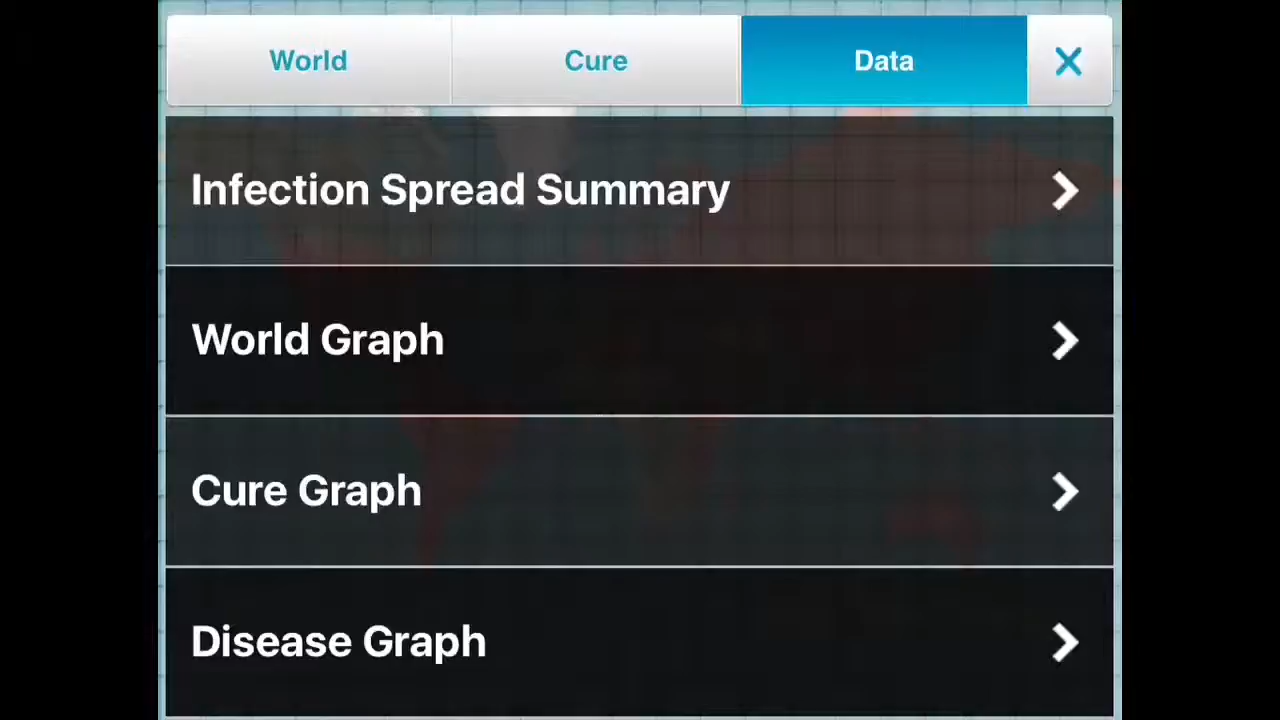 World
Cure
Data
Infection Spread Summary
World Graph
Cure Graph
Disease Graph